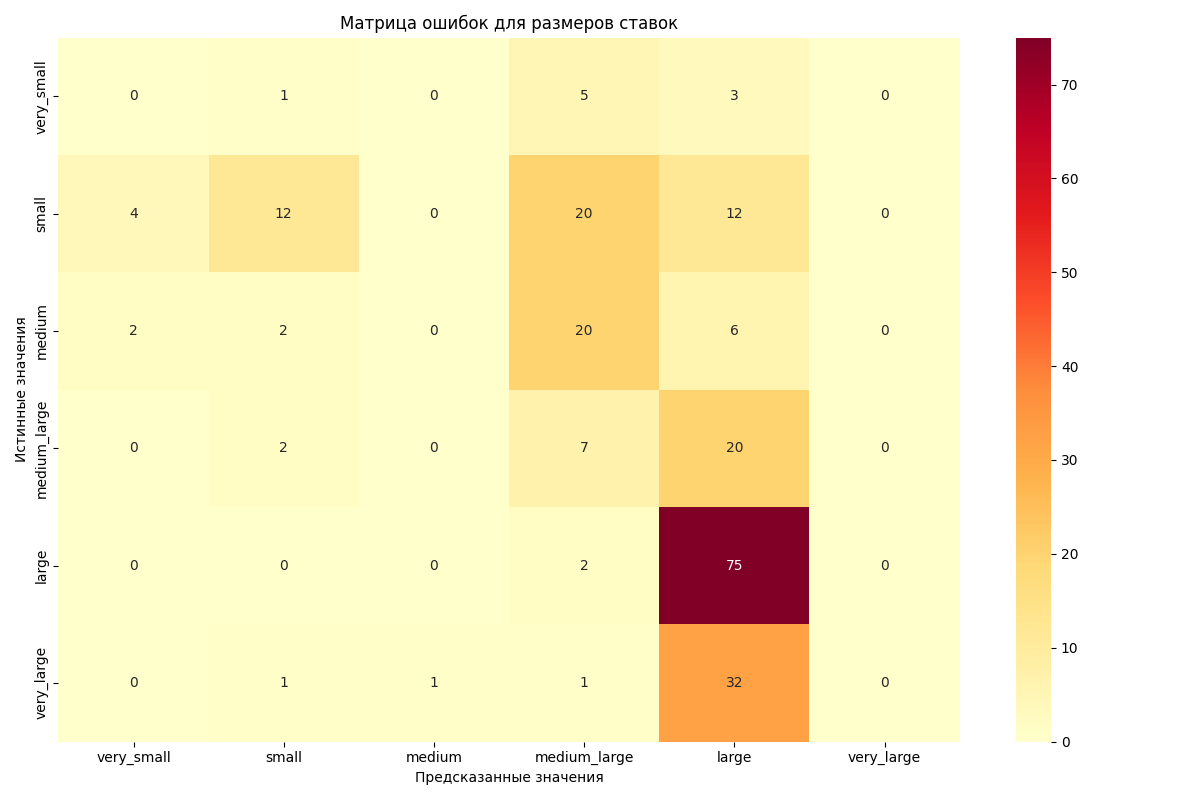 Матрица ошибок для размеров ставок
Истинные значения
very_small 0 1 0 5 3 0
small 4 12 0 20 12 0
medium 2 2 0 20 6 0
medium_large 0 2 0 7 20 0
large 0 0 0 2 75 0
very_large 0 1 1 1 32 0
very_small small medium medium_large large very_large
Предсказанные значения
70
60
50
40
30
20
10
0